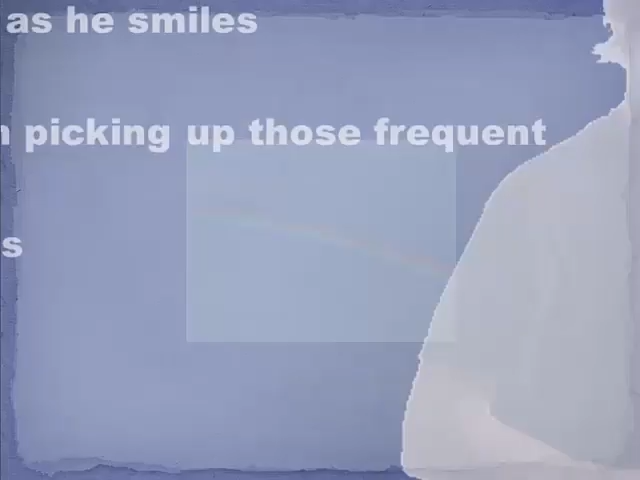 as he smiles
picking up those frequent
s